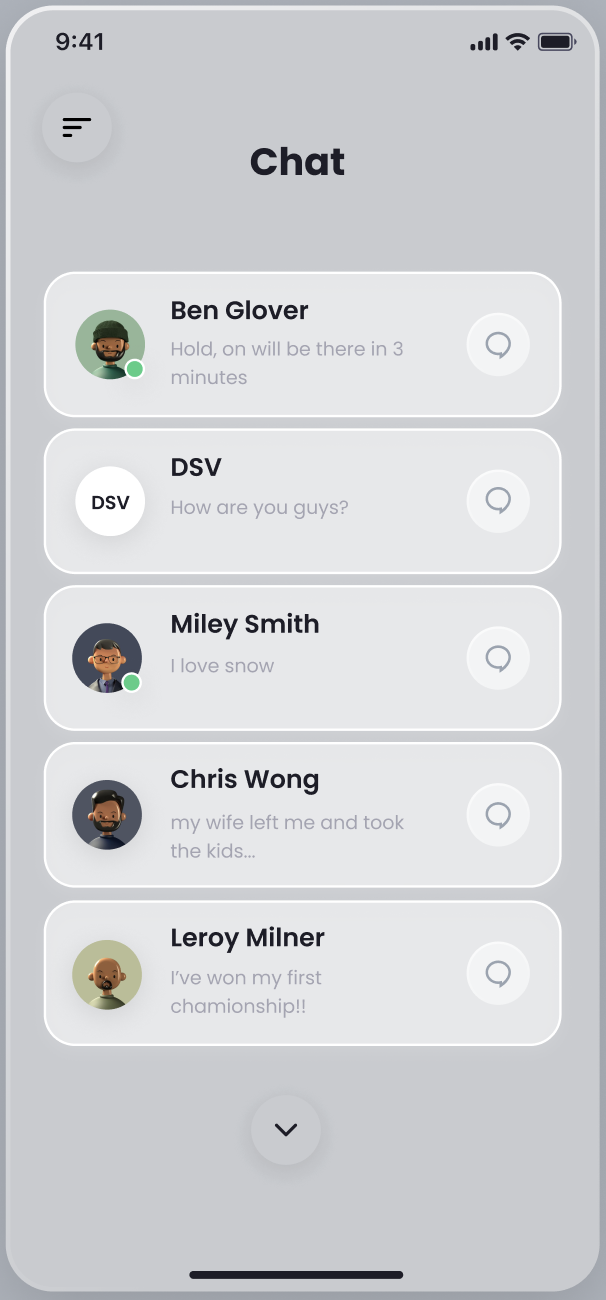 9:41
Chat
Ben Glover
Hold, on will be there in 3
minutes
DSV
DSV
How are you guys?
Miley Smith
I love snow
Chris Wong
my wife left me and took
the kids...
Leroy Milner
I've won my first
chamionship!!